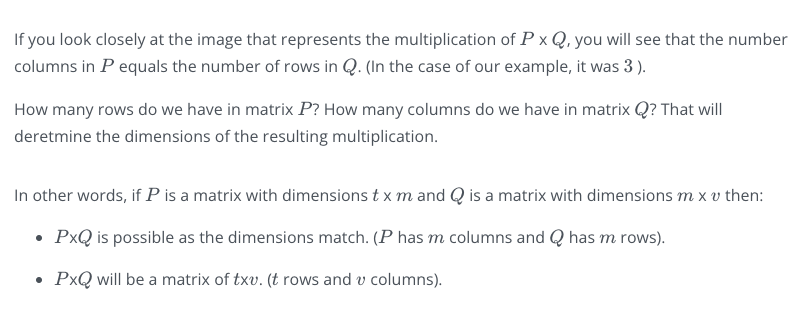 If you look closely at the image that represents the multiplication of P x Q, you will see that the number
columns in P equals the number of rows in Q. (In the case of our example, it was 3 ).
How many rows do we have in matrix P? How many columns do we have in matrix Q? That will
deretmine the dimensions of the resulting multiplication.
In other words, if P is a matrix with dimensions t x m and Q is a matrix with dimensions m x v then:
• PxQ is possible as the dimensions match. (P has m columns and Q has m rows).
• PxQ will be a matrix of txv. (t rows and v columns).